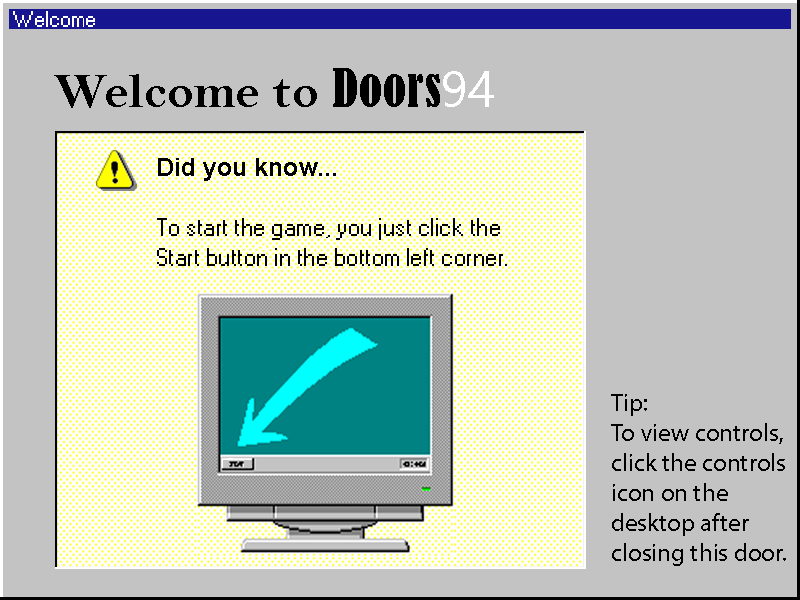 Welcome
Welcome to Doors94
Did you know...
To start the game, you just click the
Start button in the bottom left corner.
Tip:
To view controls,
click the controls
icon on the
desktop after
closing this door.